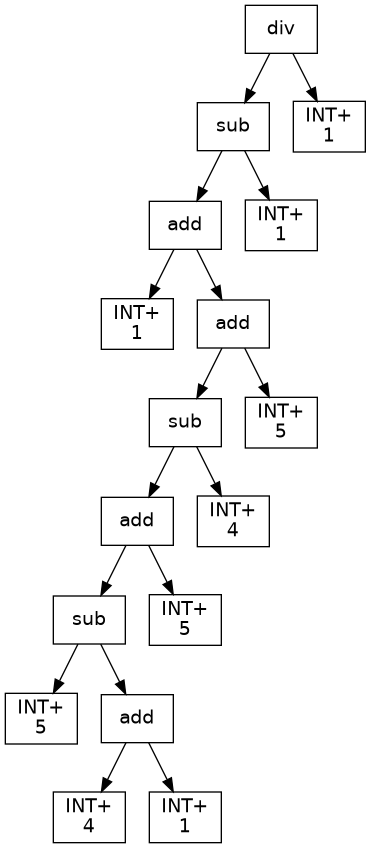 div
sub
INT+
1
add
INT+
1
INT+
1
add
sub
INT+
5
add
INT+
4
sub
INT+
5
INT+
5
add
INT+
4
INT+
1